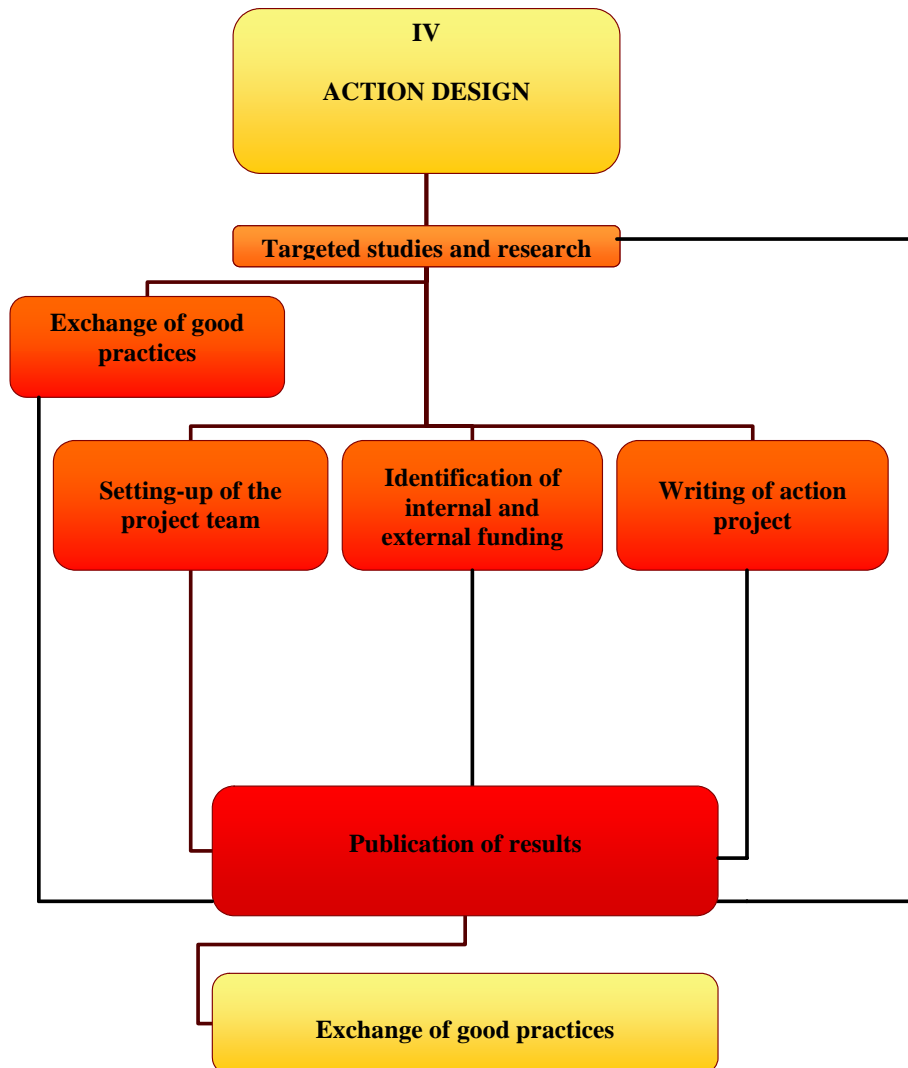 IV
ACTION DESIGN
Targeted studies and research
Exchange of good
practices
Setting-up of the
project team
Identification of
internal and
external funding
Writing of action
project
Publication of results
Exchange of good practices